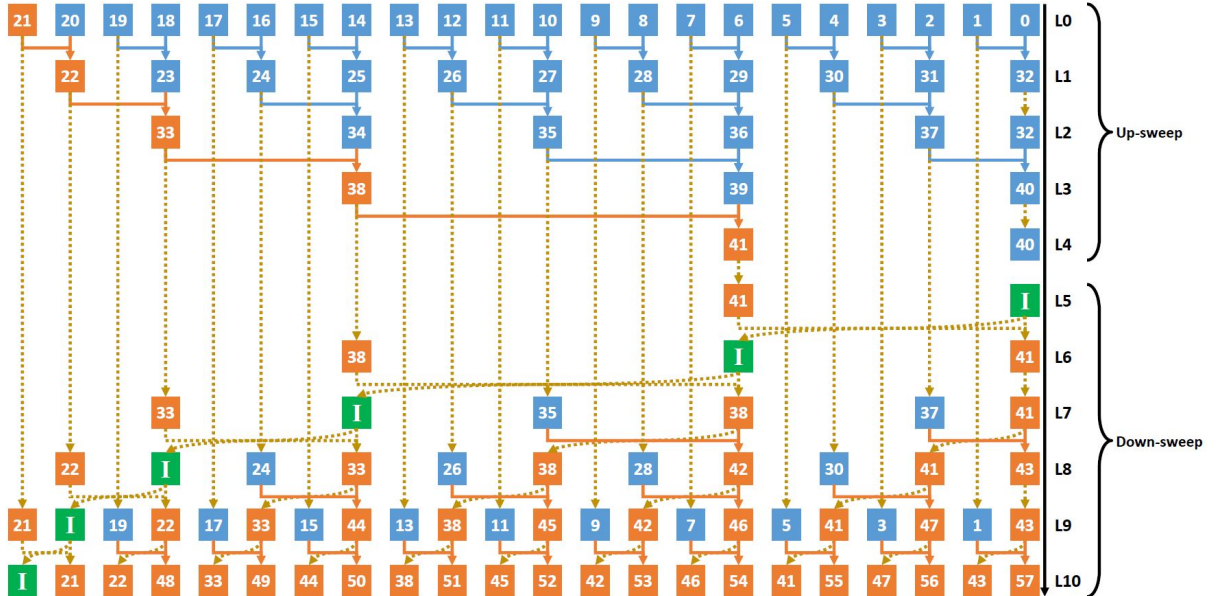 21 20 19 18 17 16 15 14 13 12 11 10 9 8 7 6 5 4 3 2 1 0 L0
22 23 24 25 26 27 28 29 30 31 32 L1
33 34 35 36 37 32 L2
Up-sweep
38 39 40 L3
41 40 L4
41 I L5
38 I 41 L6
33 I 35 38 37 41 L7
Down-sweep
22 I 24 33 26 38 28 42 30 41 43 L8
21 I 19 22 17 33 15 44 13 38 11 45 9 42 7 46 5 41 3 47 1 43 L9
I 21 22 48 33 49 44 50 38 51 45 52 42 53 46 54 41 55 47 56 43 57 L10